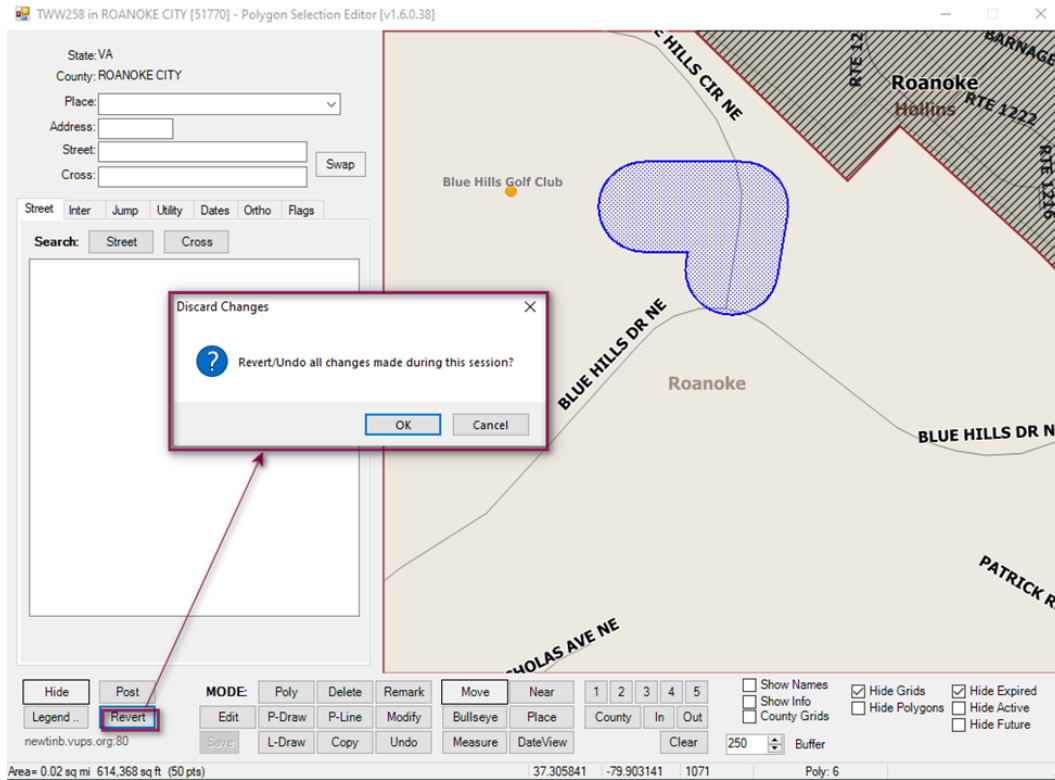 TWW258 in ROANOKE CITY [51770] - Polygon Selection Editor [v1.6.0.38]
State: VA
County: ROANOKE CITY
Place:
Address:
Street:
Cross:
Swap
Street Inter Jump Utility Dates Ortho Flags
Search: Street Cross
Discard Changes
Revert/Undo all changes made during this session?
OK Cancel
BLUE HILLS CIR NE
RTE 12
BARNAGE
Roanoke
Hollins
RTE 1222
RTE 1216
Blue Hills Golf Club
BLUE HILLS DR NE
Roanoke
BLUE HILLS DR N
PATRICK R
HOLAS AVE NE
Hide Post MODE: Poly Delete Remark Move Near 1 2 3 4 5 Show Names Hide Grids Hide Expired
Show Info
Legend .. Revert Edit P-Draw P-Line Modify Bullseye Place County In Out County Grids Hide Polygons Hide Active
newtinb.vups.org:80 Save L-Draw Copy Undo Measure DateView Clear 250 Buffer Hide Future
Area= 0.02 sq mi 614,368 sq ft (50 pts) 37.305841 -79.903141 1071 Poly: 6